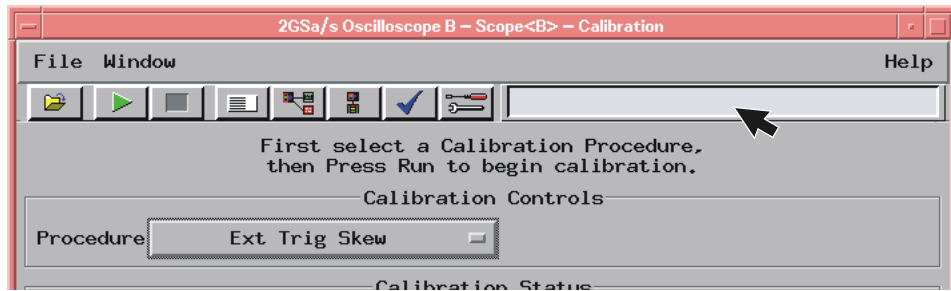 2GSa/s Oscilloscope B – Scope<B> – Calibration
File Window Help
First select a Calibration Procedure,
then Press Run to begin calibration.
Calibration Controls
Procedure Ext Trig Skew
Calibration Status